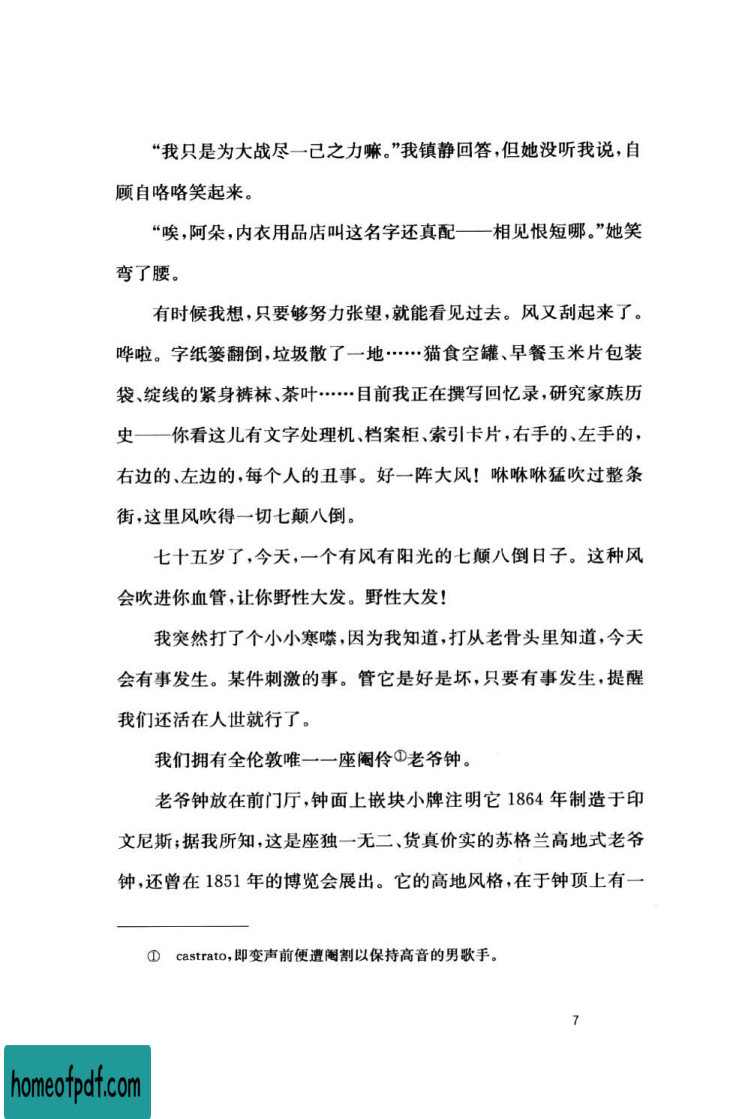 “我只是为大战尽一己之力嘛。”我镇静回答,但她没听我说,自
顾自咯咯笑起来。
“唉,阿朵,内衣用品店叫这名字还真配——相见恨短哪。”她笑
弯了腰。
有时候我想,只要够努力张望,就能看见过去。风又刮起来了。
哗啦。字纸篓翻倒,垃圾散了一地……猫食空罐、早餐玉米片包装
袋、绽线的紧身裤袜、茶叶……目前我正在撰写回忆录,研究家族历
史——你看这儿有文字处理机、档案柜、索引卡片,右手的、左手的,
右边的、左边的,每个人的丑事。好一阵大风!咻咻咻猛吹过整条
街,这里风吹得一切七颠八倒。
七十五岁了,今天,一个有风有阳光的七颠八倒日子。这种风
会吹进你血管,让你野性大发。野性大发!
我突然打了个小小寒噤,因为我知道,打从老骨头里知道,今天
会有事发生。某件刺激的事。管它是好是坏,只要有事发生,提醒
我们还活在人世就行了。
我们拥有全伦敦唯一一座阉伶①老爷钟。
老爷钟放在前门厅,钟面上嵌块小牌注明它 1864 年制造于印
文尼斯;据我所知,这是座独一无二、货真价实的苏格兰高地式老爷
钟,还曾在 1851 年的博览会展出。它的高地风格,在于钟顶上有一
① castrato,即变声前便遭阉割以保持高音的男歌手。
7
homeofpdf.com